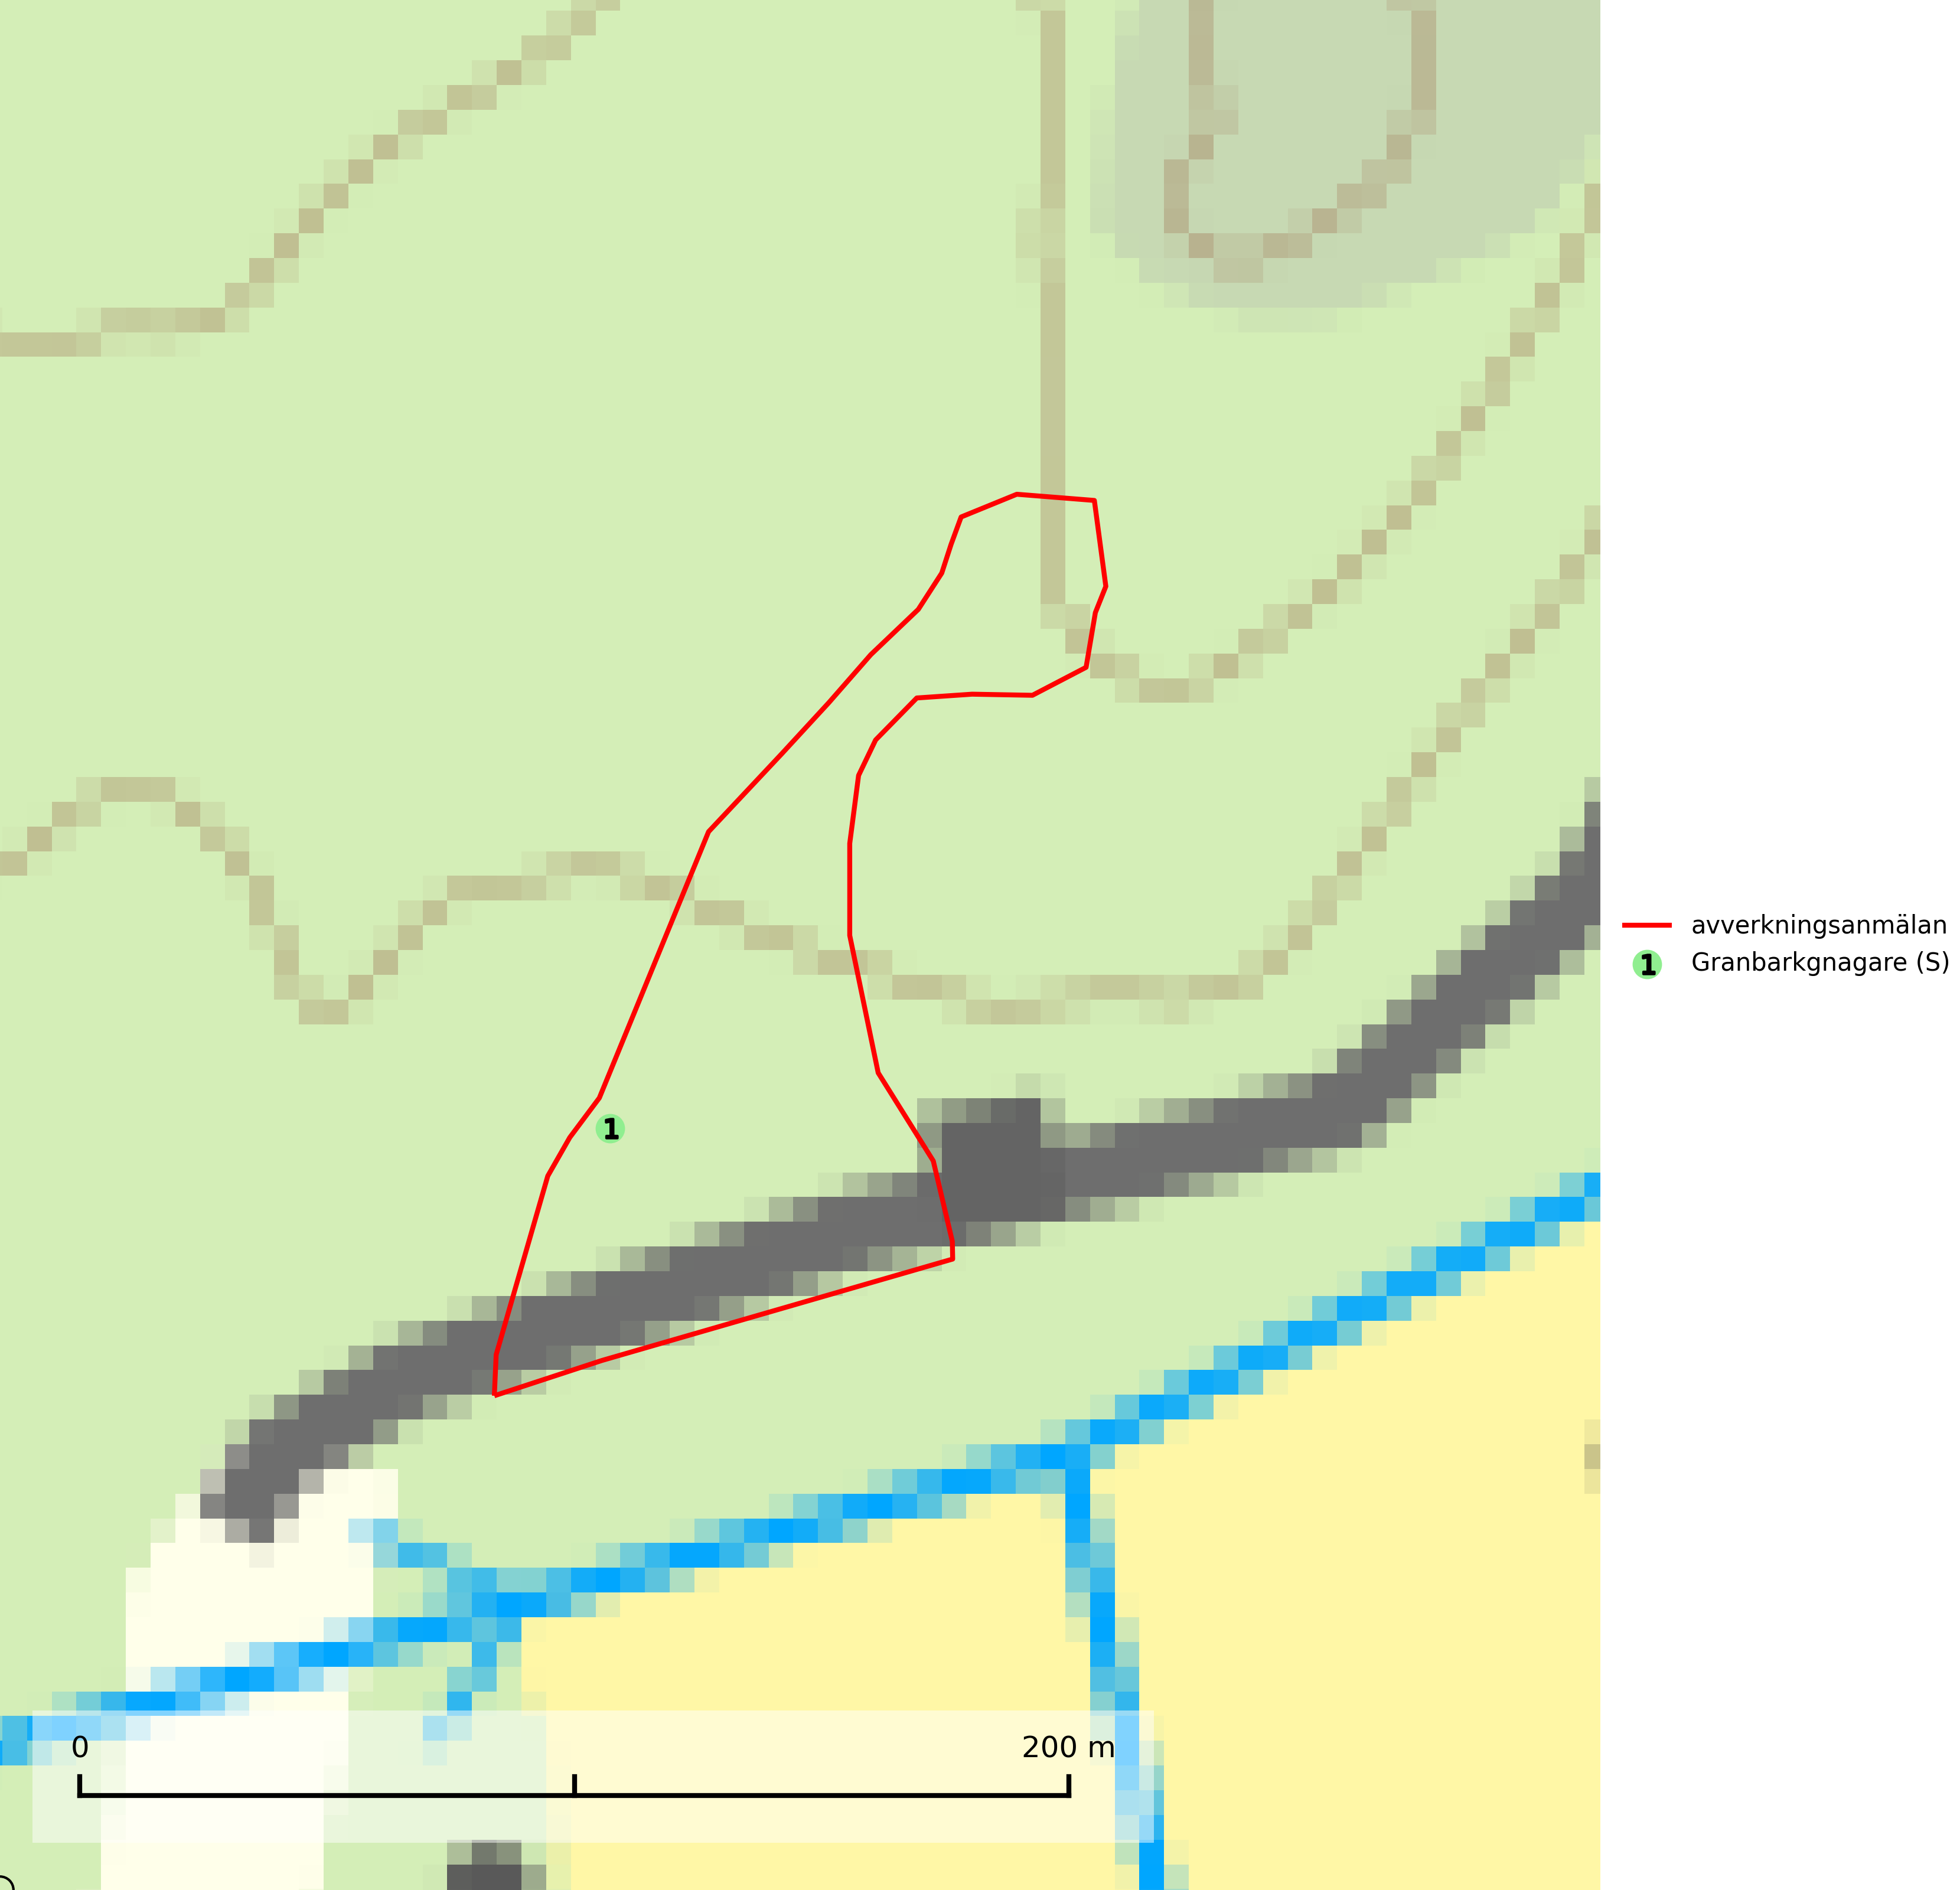 avverkningsanmälan
1 Granbarkgnagare (S)
1
0 200 m